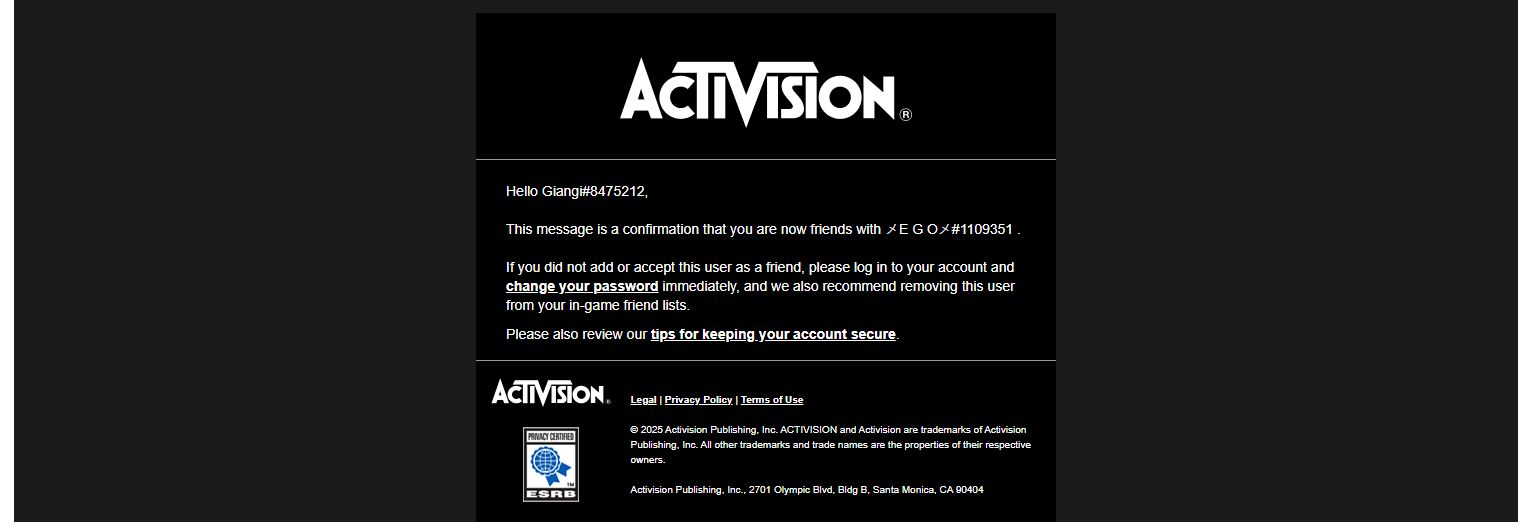 ACTIVISION®
Hello Giangi#8475212,
This message is a confirmation that you are now friends with メE G Oメ#1109351 .
If you did not add or accept this user as a friend, please log in to your account and
change your password immediately, and we also recommend removing this user
from your in-game friend lists.
Please also review our tips for keeping your account secure.
ACTIVISION®
Legal | Privacy Policy | Terms of Use
© 2025 Activision Publishing, Inc. ACTIVISION and Activision are trademarks of Activision
Publishing, Inc. All other trademarks and trade names are the properties of their respective
owners.
PRIVACY CERTIFIED
TM
ESRB
Activision Publishing, Inc., 2701 Olympic Blvd, Bldg B, Santa Monica, CA 90404